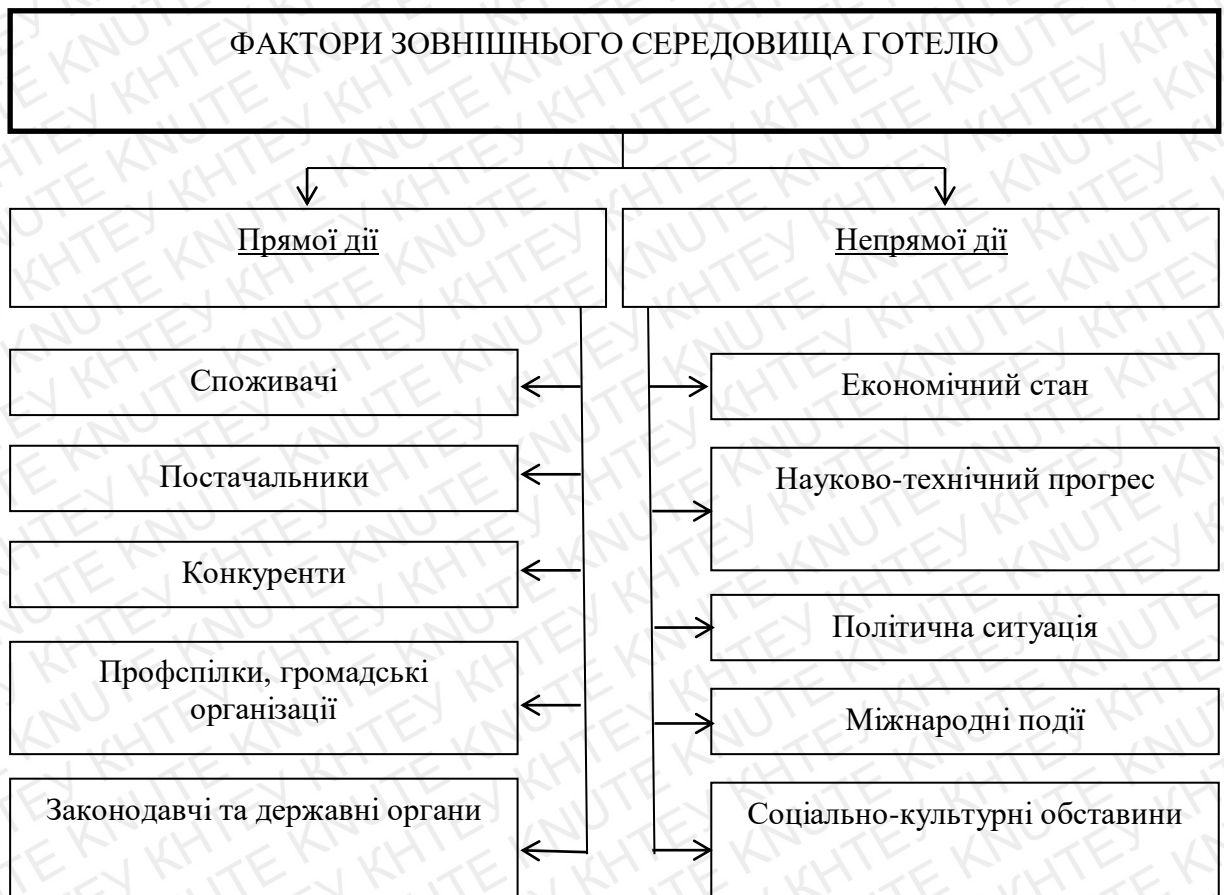 ФАКТОРИ ЗОВНІШНЬОГО СЕРЕДОВИЩА ГОТЕЛЮ
Прямої дії
Непрямої дії
Споживачі
Постачальники
Конкуренти
Профспілки, громадські
організації
Законодавчі та державні органи
Економічний стан
Науково-технічний прогрес
Політична ситуація
Міжнародні події
Соціально-культурні обставини